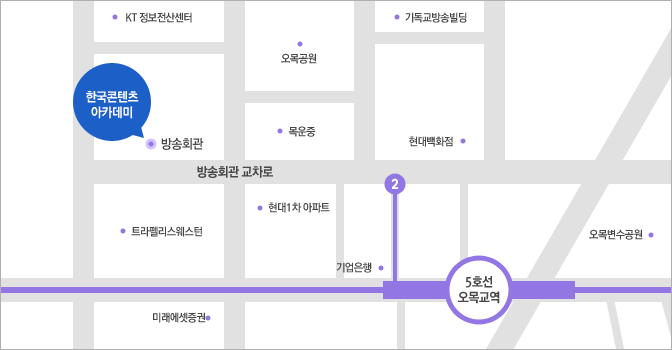 KT 정보전산센터
기독교방송빌딩
오목공원
한국콘텐츠
아카데미
목운중
방송회관
현대백화점
방송회관 교차로
2
현대1차 아파트
트라팰리스웨스턴
오목변수공원
기업은행
5호선
오목교역
미래에셋증권